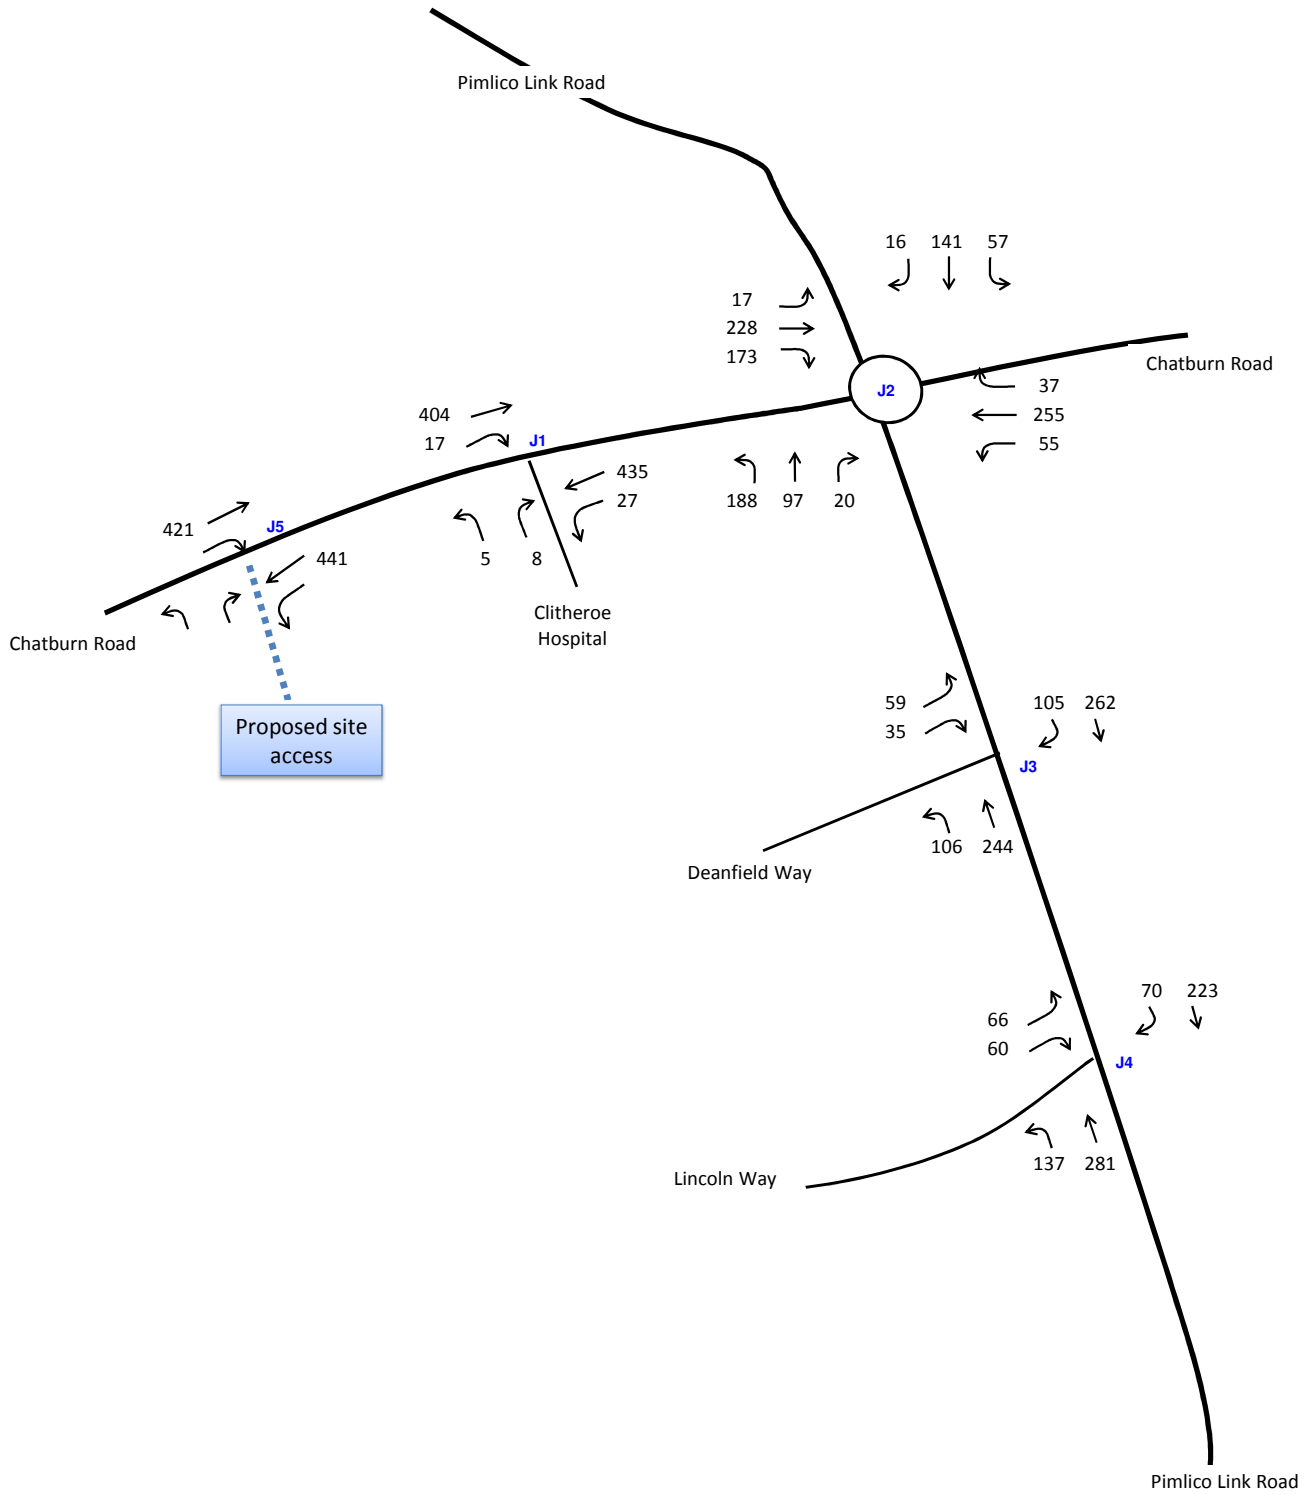 Pimlico Link Road
16 141 57
17
228
173
Chatburn Road
J2
37
255
55
404
17
J1
435
27
188 97 20
421
J5
441
5 8
Clitheroe
Hospital
Chatburn Road
Proposed site
access
59
35
105 262
J3
106 244
Deanfield Way
70 223
66
60
J4
137 281
Lincoln Way
Pimlico Link Road